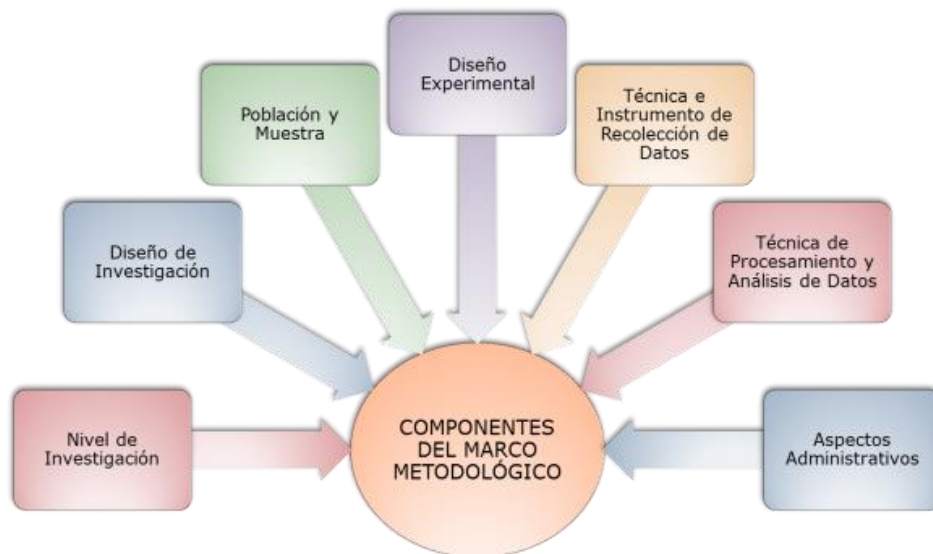 Nivel de
Investigación
Diseño de
Investigación
Población y
Muestra
Diseño
Experimental
Técnica e
Instrumento de
Recolección de
Datos
Técnica de
Procesamiento y
Análisis de Datos
Aspectos
Administrativos
COMPONENTES
DEL MARCO
METODOLÓGICO